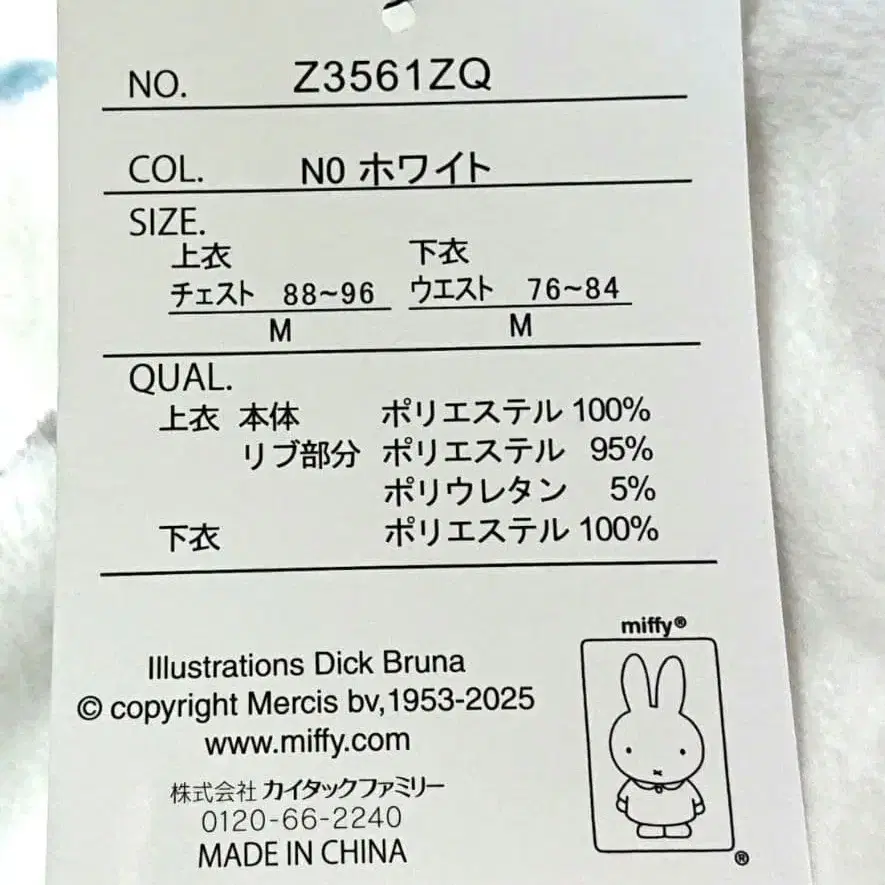 NO. Z3561ZQ
COL. N0 ホワイト
SIZE.
上衣 下衣
チェスト 88~96 ウエスト 76~84
M M
QUAL.
上衣 本体 ポリエステル 100%
リブ部分 ポリエステル 95%
ポリウレタン 5%
下衣 ポリエステル 100%
miffy®
Illustrations Dick Bruna
© copyright Mercis bv,1953-2025
www.miffy.com
株式会社 カイタックファミリー
0120-66-2240
MADE IN CHINA
®